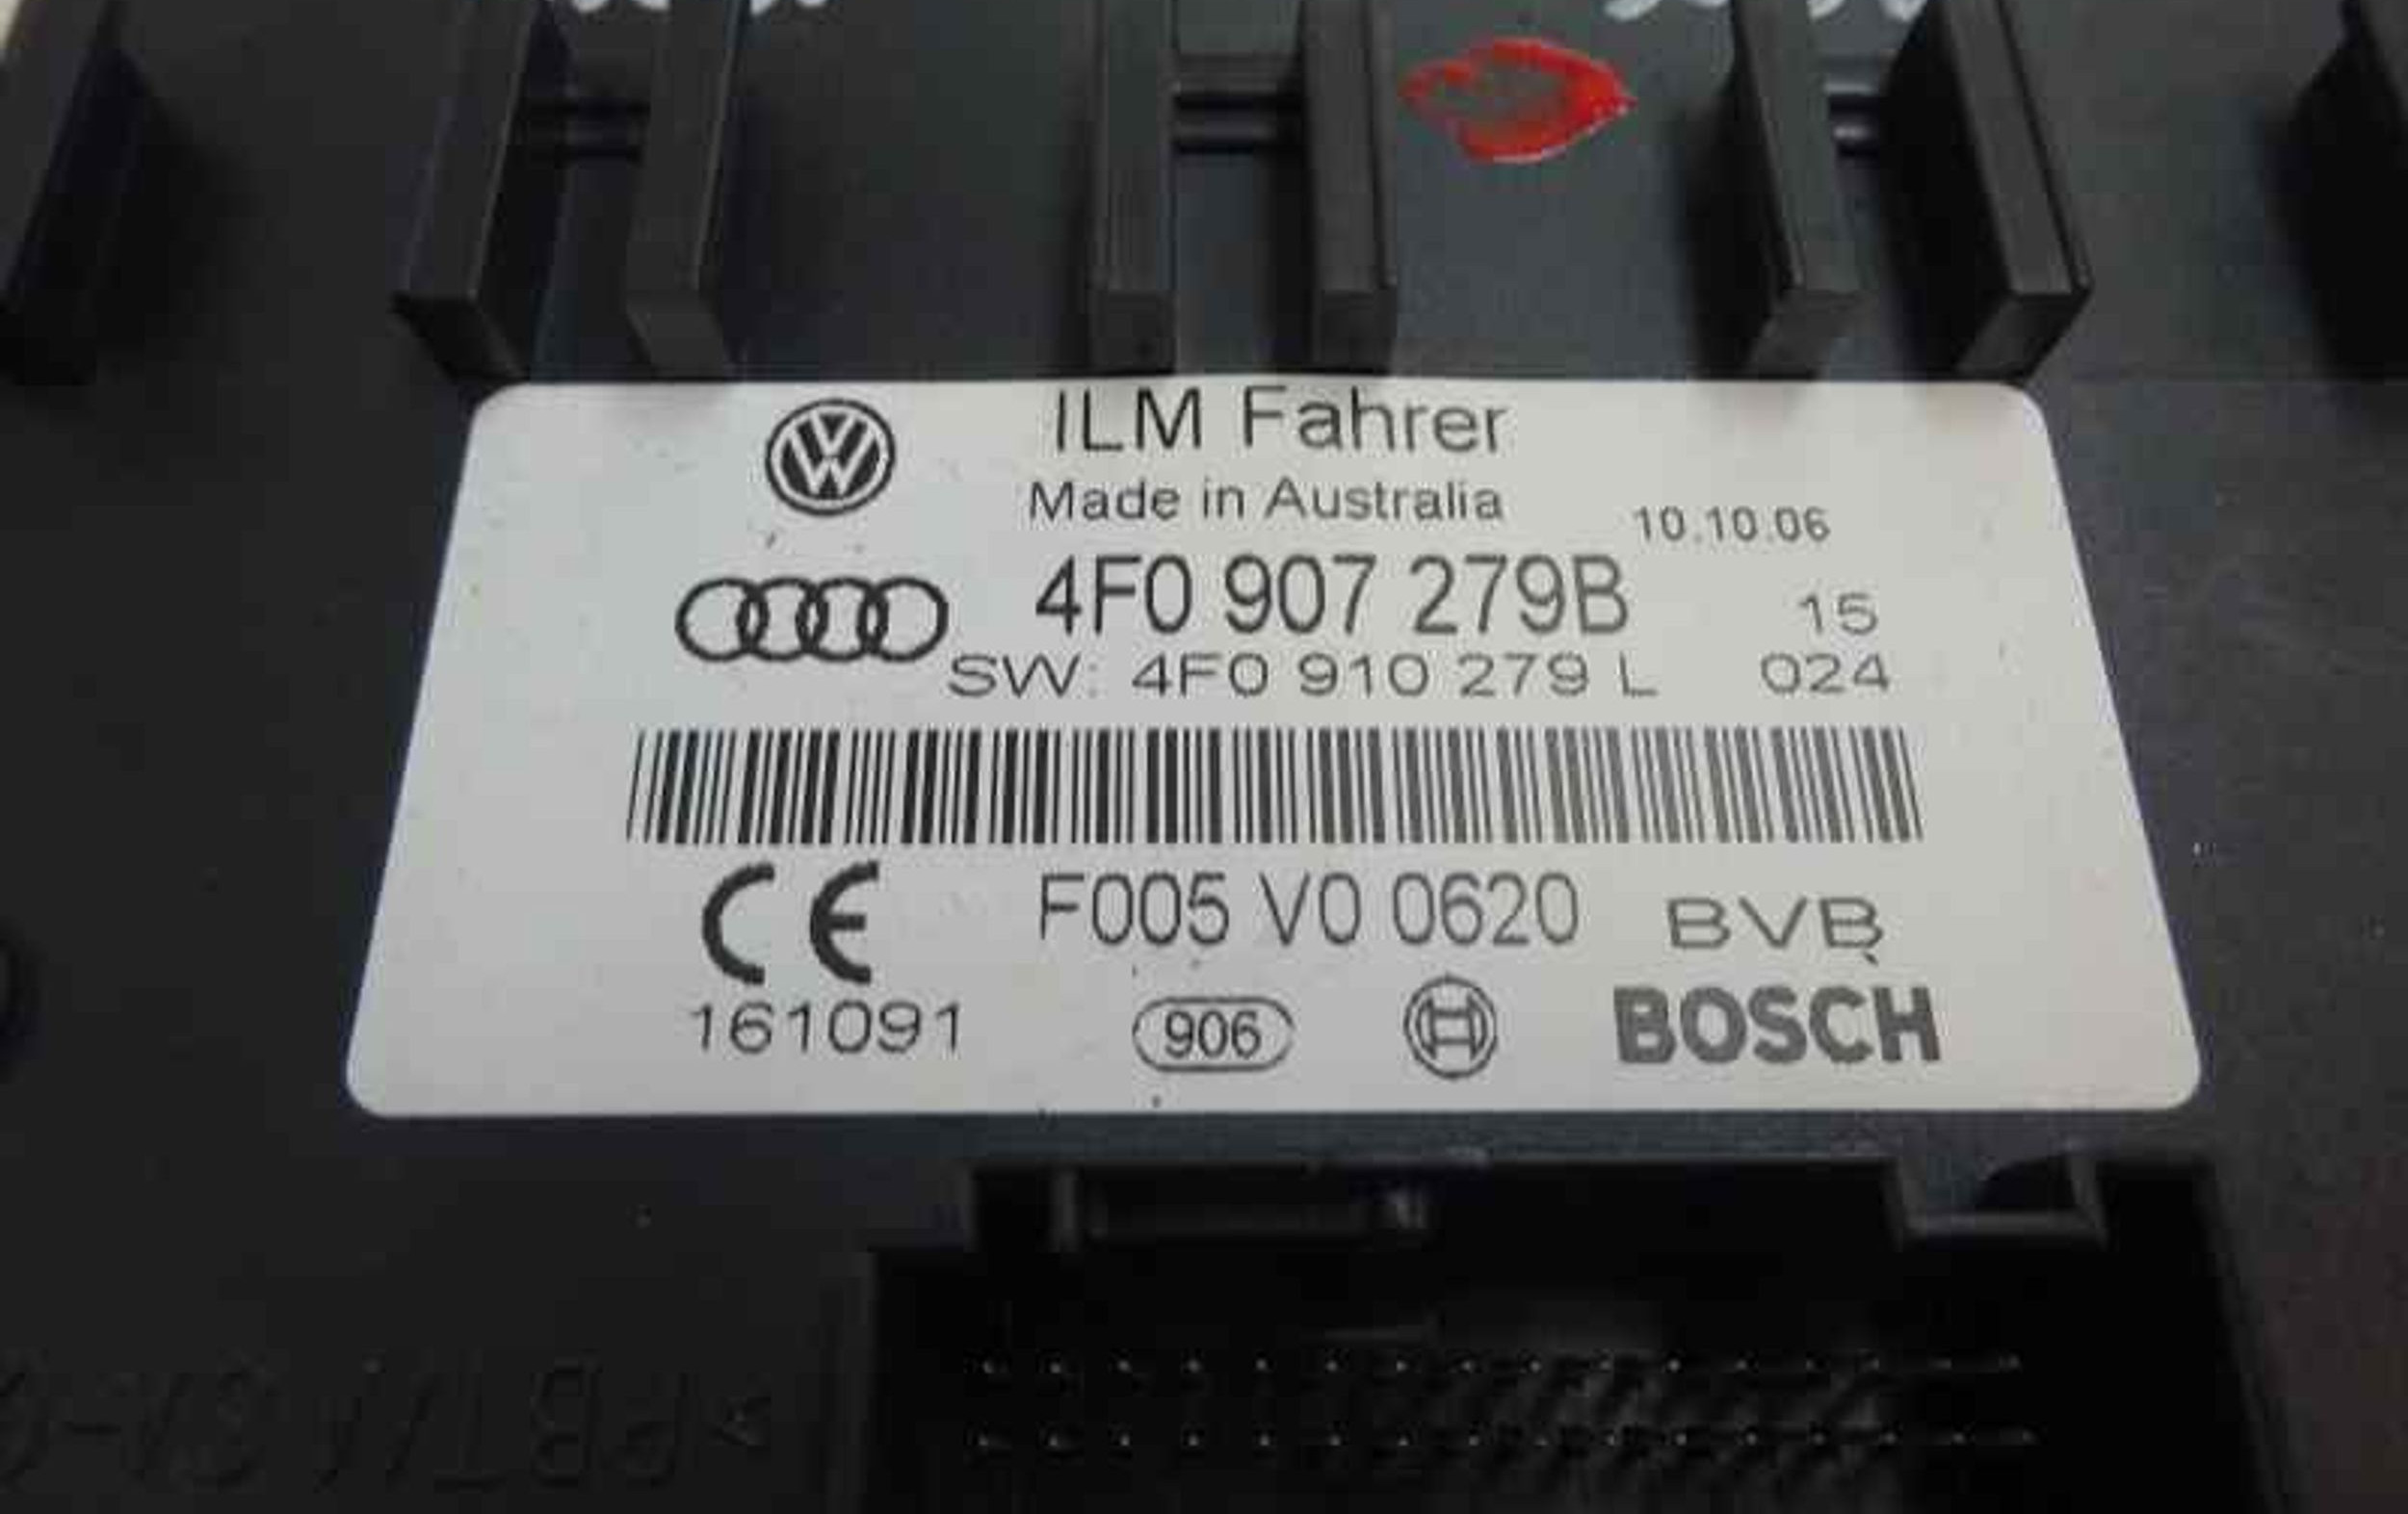 ILM Fahrer
Made in Australia
10.10.06
4F0 907 279B
15
SW: 4F0 910 279 L
024
F005 V0 0620
BVB
CE
161091
906
BOSCH